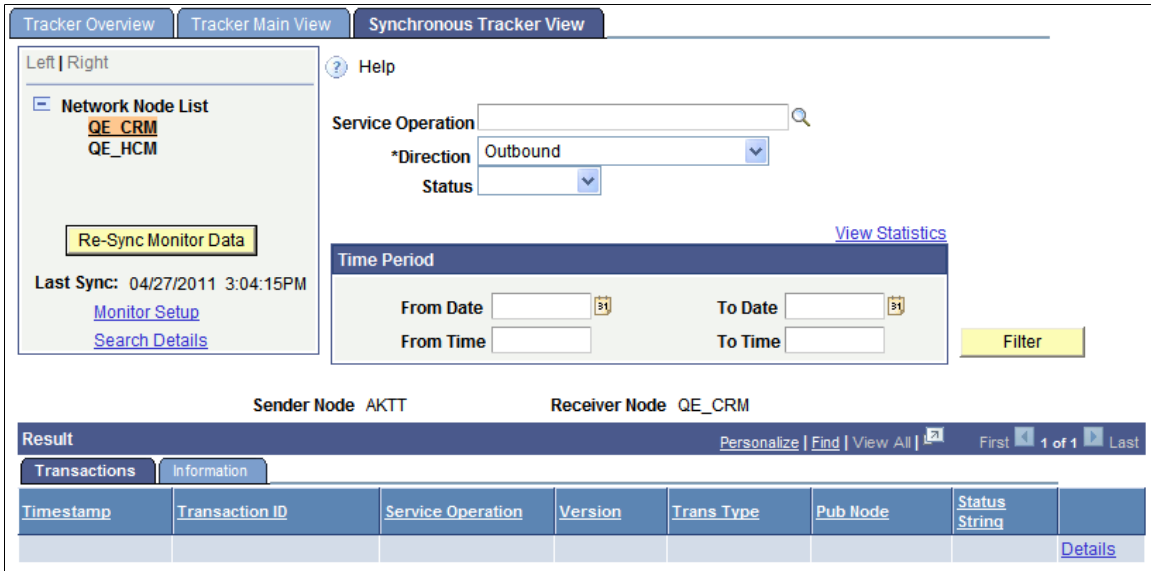 Tracker Overview Tracker Main View Synchronous Tracker View
Left | Right
Network Node List
QE_CRM
QE_HCM
Re-Sync Monitor Data
Last Sync: 04/27/2011 3:04:15PM
Monitor Setup
Search Details
? Help
Service Operation
*Direction Outbound
Status
View Statistics
Time Period
From Date 31 To Date 31
From Time To Time
Filter
Sender Node AKTT Receiver Node QE_CRM
Result Personalize | Find | View All | First 1 of 1 Last
Transactions Information
Timestamp Transaction ID Service Operation Version Trans Type Pub Node Status String
Details